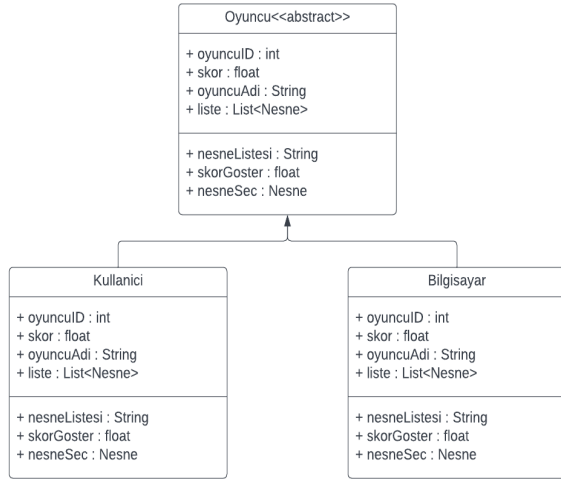 Oyuncu<<abstract>>
+ oyuncuID : int
+ skor : float
+ oyuncuAdi : String
+ liste : List<Nesne>
+ nesneListesi : String
+ skorGoster : float
+ nesneSec : Nesne
Kullanici
+ oyuncuID : int
+ skor : float
+ oyuncuAdi : String
+ liste : List<Nesne>
+ nesneListesi : String
+ skorGoster : float
+ nesneSec : Nesne
Bilgisayar
+ oyuncuID : int
+ skor : float
+ oyuncuAdi : String
+ liste : List<Nesne>
+ nesneListesi : String
+ skorGoster : float
+ nesneSec : Nesne